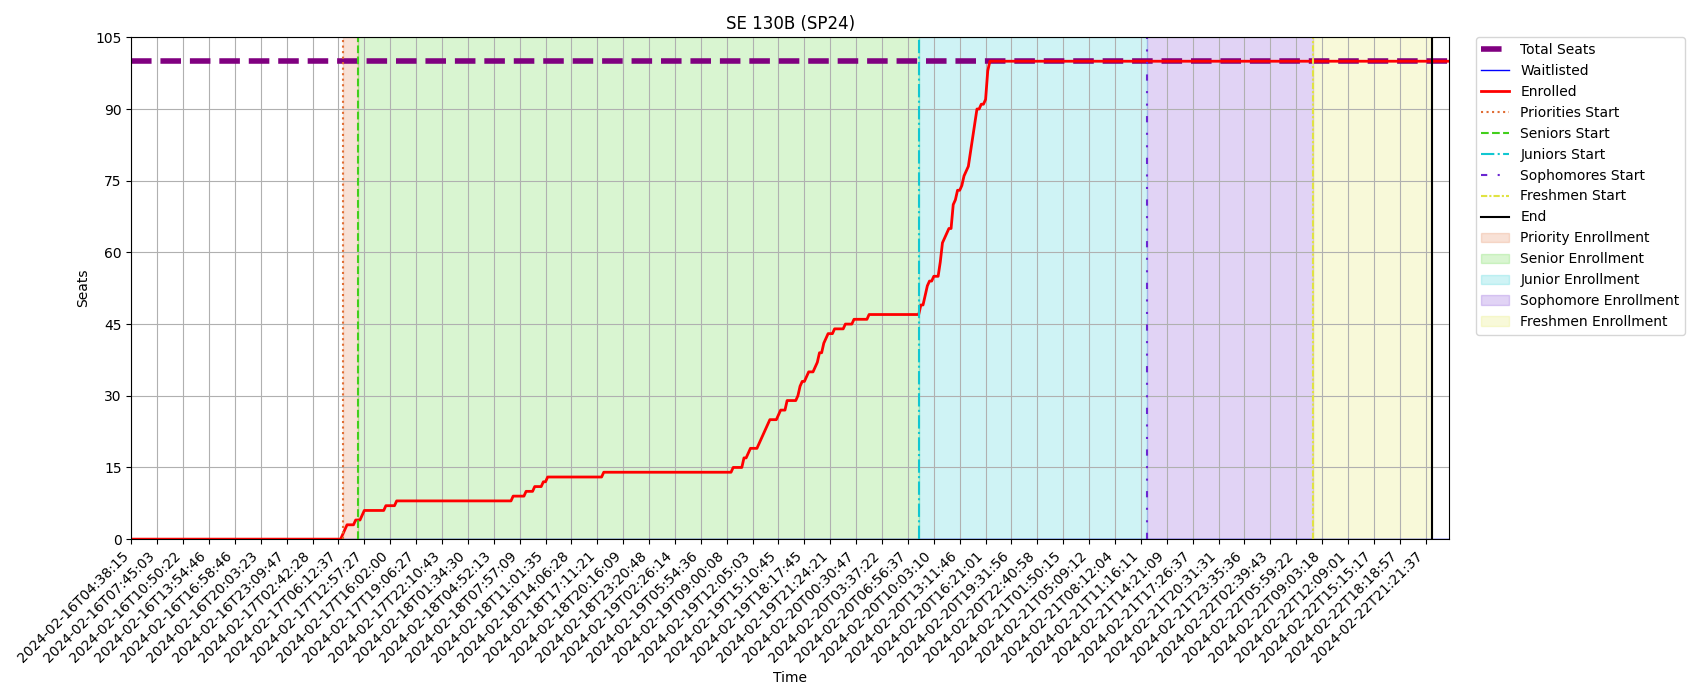 SE 130B (SP24)
105
90
75
60
45
30
15
0
Seats
2024-02-16T04:38:15
2024-02-16T07:45:03
2024-02-16T10:50:22
2024-02-16T13:54:46
2024-02-16T16:58:46
2024-02-16T20:03:23
2024-02-16T23:09:47
2024-02-17T02:42:28
2024-02-17T06:12:37
2024-02-17T12:57:27
2024-02-17T16:02:00
2024-02-17T19:06:27
2024-02-17T22:10:43
2024-02-18T01:34:30
2024-02-18T04:52:13
2024-02-18T07:57:09
2024-02-18T11:01:35
2024-02-18T14:06:28
2024-02-18T17:11:21
2024-02-18T20:16:09
2024-02-18T23:20:48
2024-02-19T02:26:14
2024-02-19T05:54:36
2024-02-19T09:00:08
2024-02-19T12:05:03
2024-02-19T15:10:45
2024-02-19T18:17:45
2024-02-19T21:24:21
2024-02-20T00:30:47
2024-02-20T03:37:22
2024-02-20T06:56:37
2024-02-20T10:03:10
2024-02-20T13:11:46
2024-02-20T16:21:01
2024-02-20T19:31:56
2024-02-20T22:40:58
2024-02-21T01:50:15
2024-02-21T05:09:12
2024-02-21T08:12:04
2024-02-21T11:16:11
2024-02-21T14:21:09
2024-02-21T17:26:37
2024-02-21T20:31:31
2024-02-21T23:35:36
2024-02-22T02:39:43
2024-02-22T05:59:22
2024-02-22T09:03:18
2024-02-22T12:09:01
2024-02-22T15:15:17
2024-02-22T18:18:57
2024-02-22T21:21:37
Time
Total Seats
Waitlisted
Enrolled
Priorities Start
Seniors Start
Juniors Start
Sophomores Start
Freshmen Start
End
Priority Enrollment
Senior Enrollment
Junior Enrollment
Sophomore Enrollment
Freshmen Enrollment